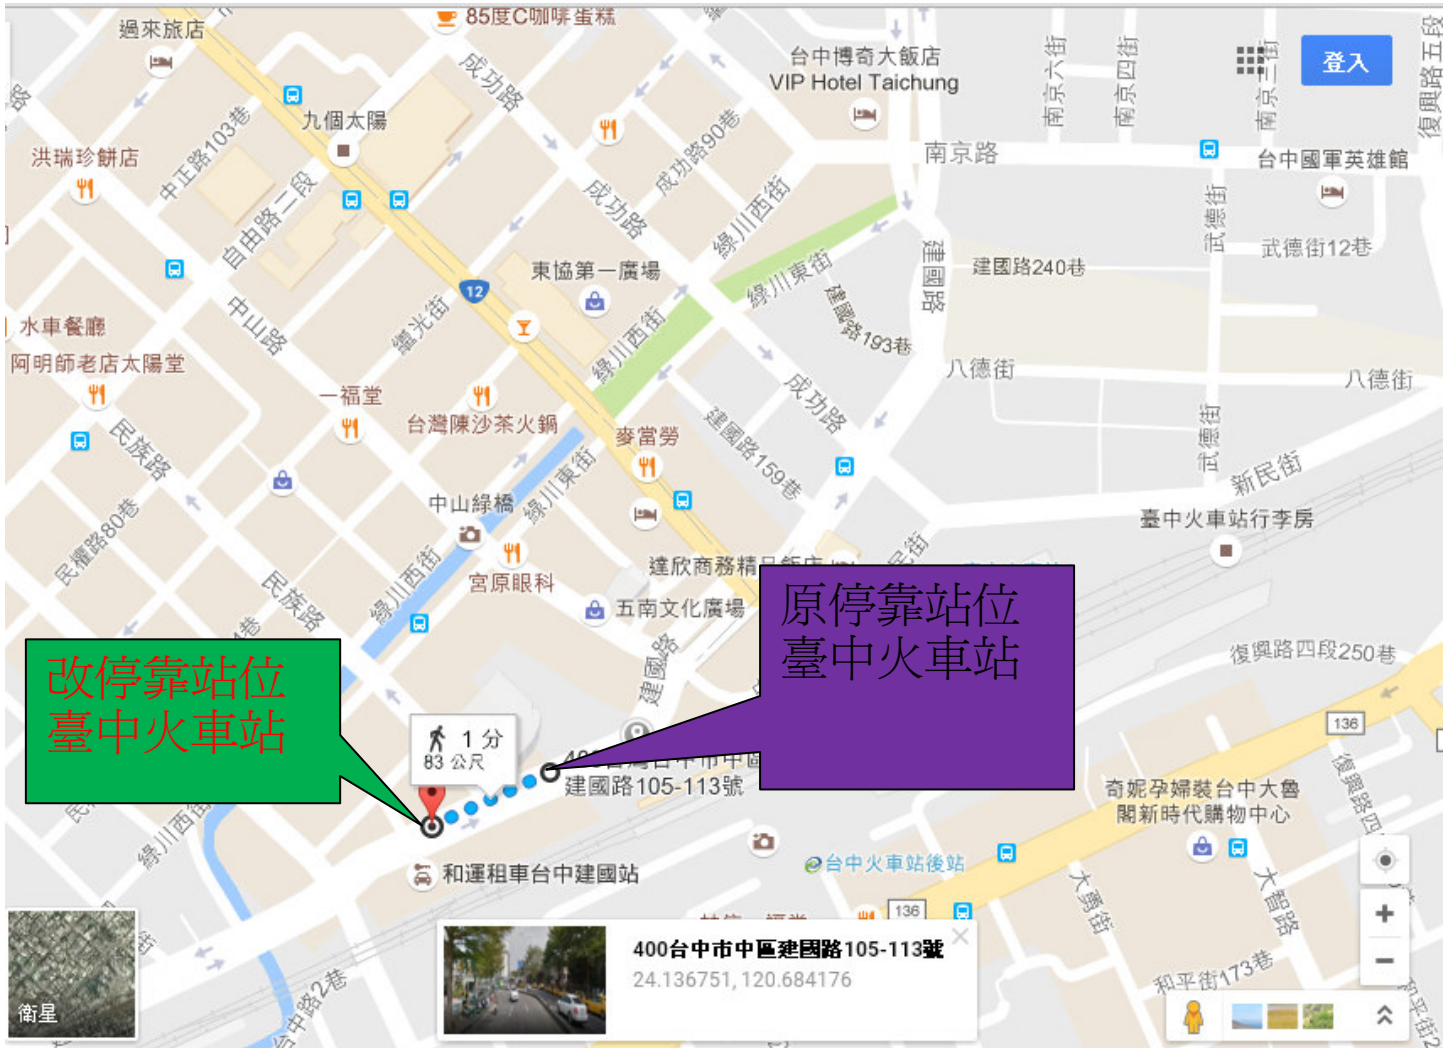 過來旅店
85度C咖啡蛋糕
成功路
台中博奇大飯店
VIP Hotel Taichung
南京六街
南京四街
南京三街
登入
復興路五段
洪瑞珍餅店
中正路103巷
九個太陽
成功路90巷
南京路
台中國軍英雄館
自由路二段
成功路
綠川西街
武德街
武德街12巷
東協第一廣場
綠川東街
建國路
建國路240巷
12
中山路
繼光街
綠川西街
建國路193巷
水車餐廳
阿明師老店太陽堂
一福堂
台灣陳沙茶火鍋
成功路
八德街
八德街
民族路
麥當勞
建國路159巷
武德街
新民街
中山綠橋
綠川東街
臺中火車站行李房
民權路80巷
民族路
綠川西街
宮原眼科
達欣商務精品飯店
五南文化廣場
原停靠站位
臺中火車站
改停靠站位
臺中火車站
建國路
復興路四段250巷
136
1 分
83 公尺
400台灣台中市中區
建國路105-113號
綠川西街
奇妮孕婦裝台中大魯
閣新時代購物中心
和運租車台中建國站
台中火車站後站
136
大勇街
大智路
400台中市中區建國路105-113號
24.136751, 120.684176
和平街173巷
衛星